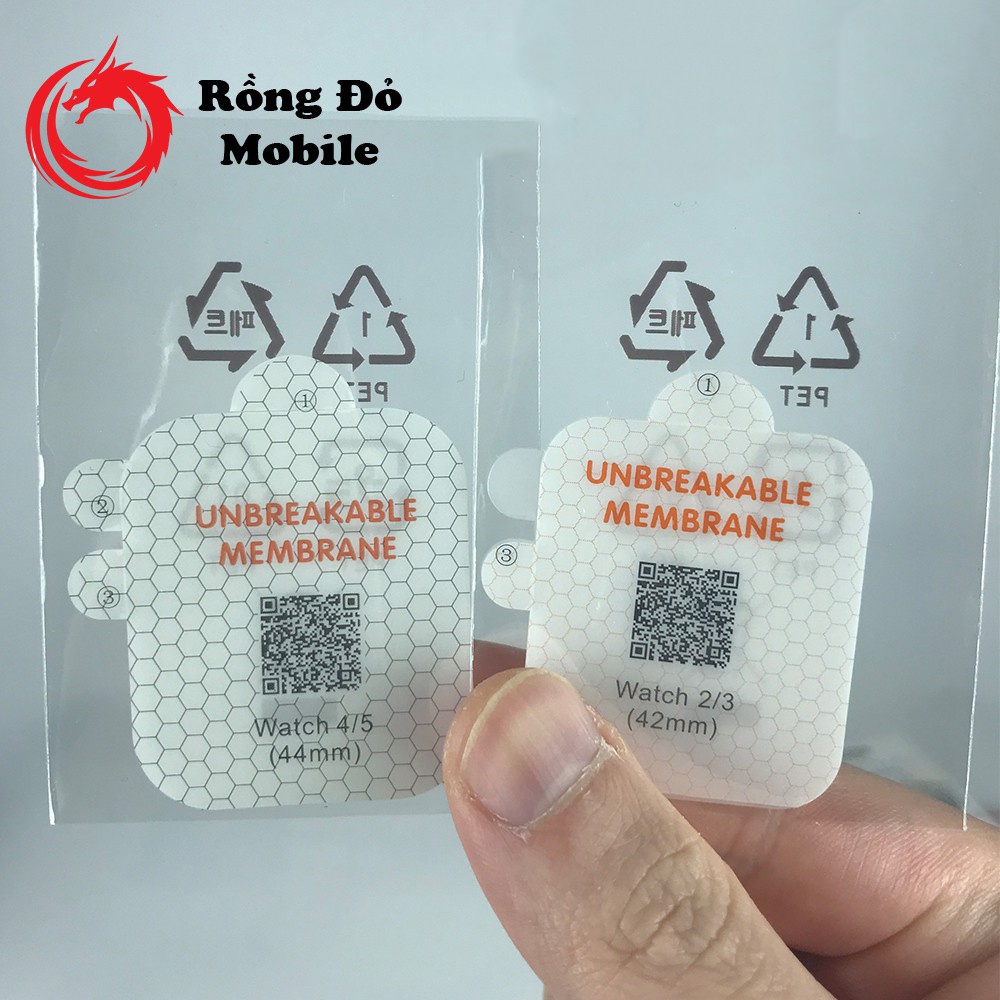 Rồng Đỏ
Mobile
페트
1
PET
페트
1
PET
①
②
③
UNBREAKABLE
MEMBRANE
Watch 4/5
(44mm)
①
③
UNBREAKABLE
MEMBRANE
Watch 2/3
(42mm)